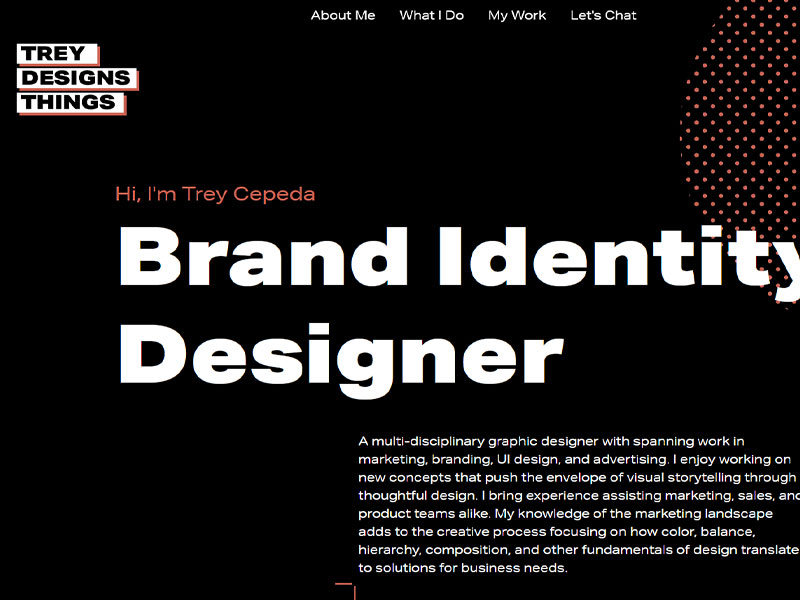 About Me What I Do My Work Let's Chat
TREY
DESIGNS
THINGS
Hi, I'm Trey Cepeda
Brand Identity
Designer
A multi-disciplinary graphic designer with spanning work in
marketing, branding, UI design, and advertising. I enjoy working on
new concepts that push the envelope of visual storytelling through
thoughtful design. I bring experience assisting marketing, sales, and
product teams alike. My knowledge of the marketing landscape
adds to the creative process focusing on how color, balance,
hierarchy, composition, and other fundamentals of design translate
to solutions for business needs.